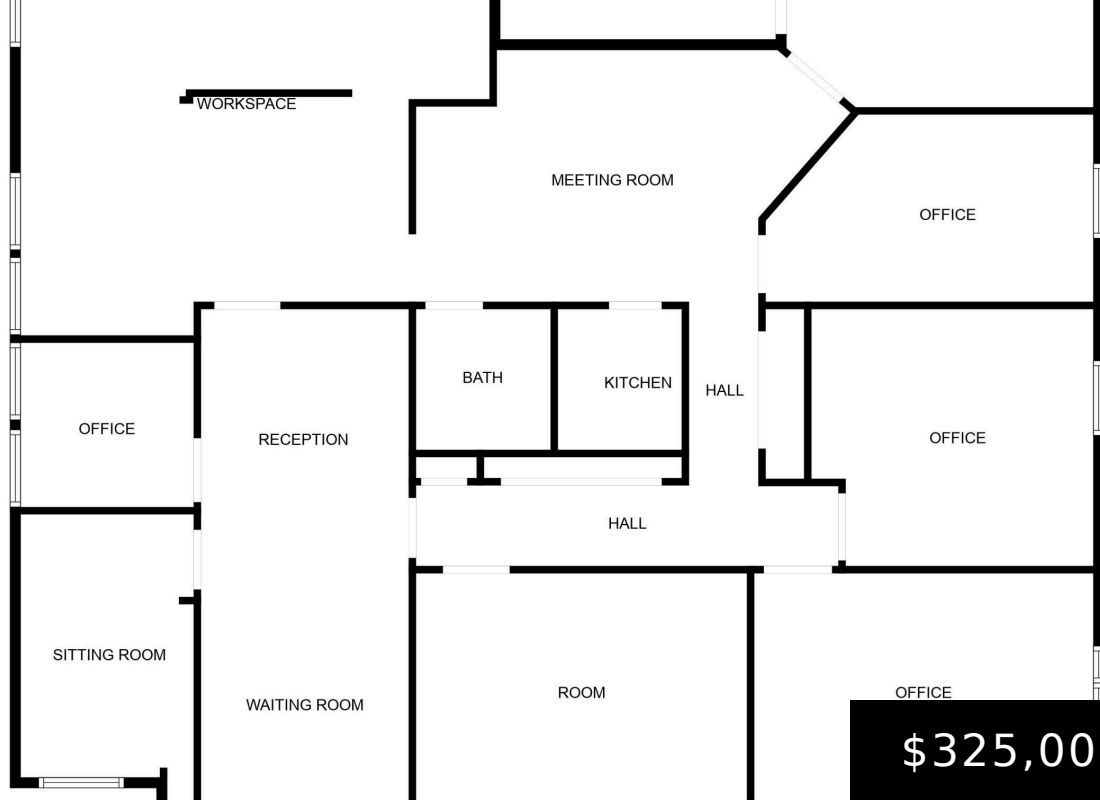 WORKSPACE
MEETING ROOM
OFFICE
BATH
KITCHEN
HALL
OFFICE
RECEPTION
OFFICE
HALL
SITTING ROOM
WAITING ROOM
ROOM
OFFICE
$325,00